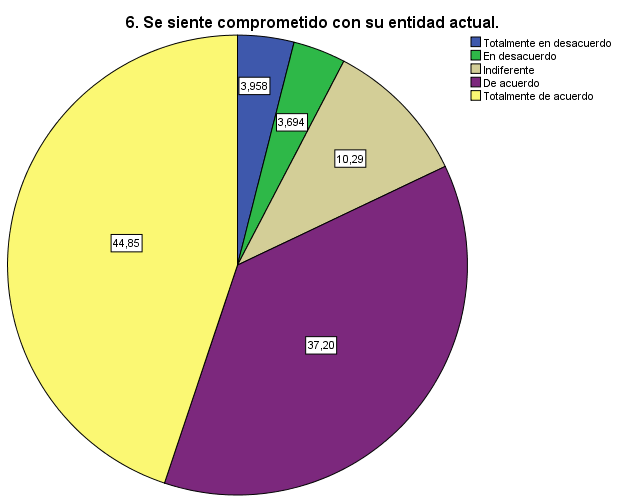 6. Se siente comprometido con su entidad actual.
Totalmente en desacuerdo
En desacuerdo
Indiferente
De acuerdo
Totalmente de acuerdo
3,958
3,694
10,29
44,85
37,20